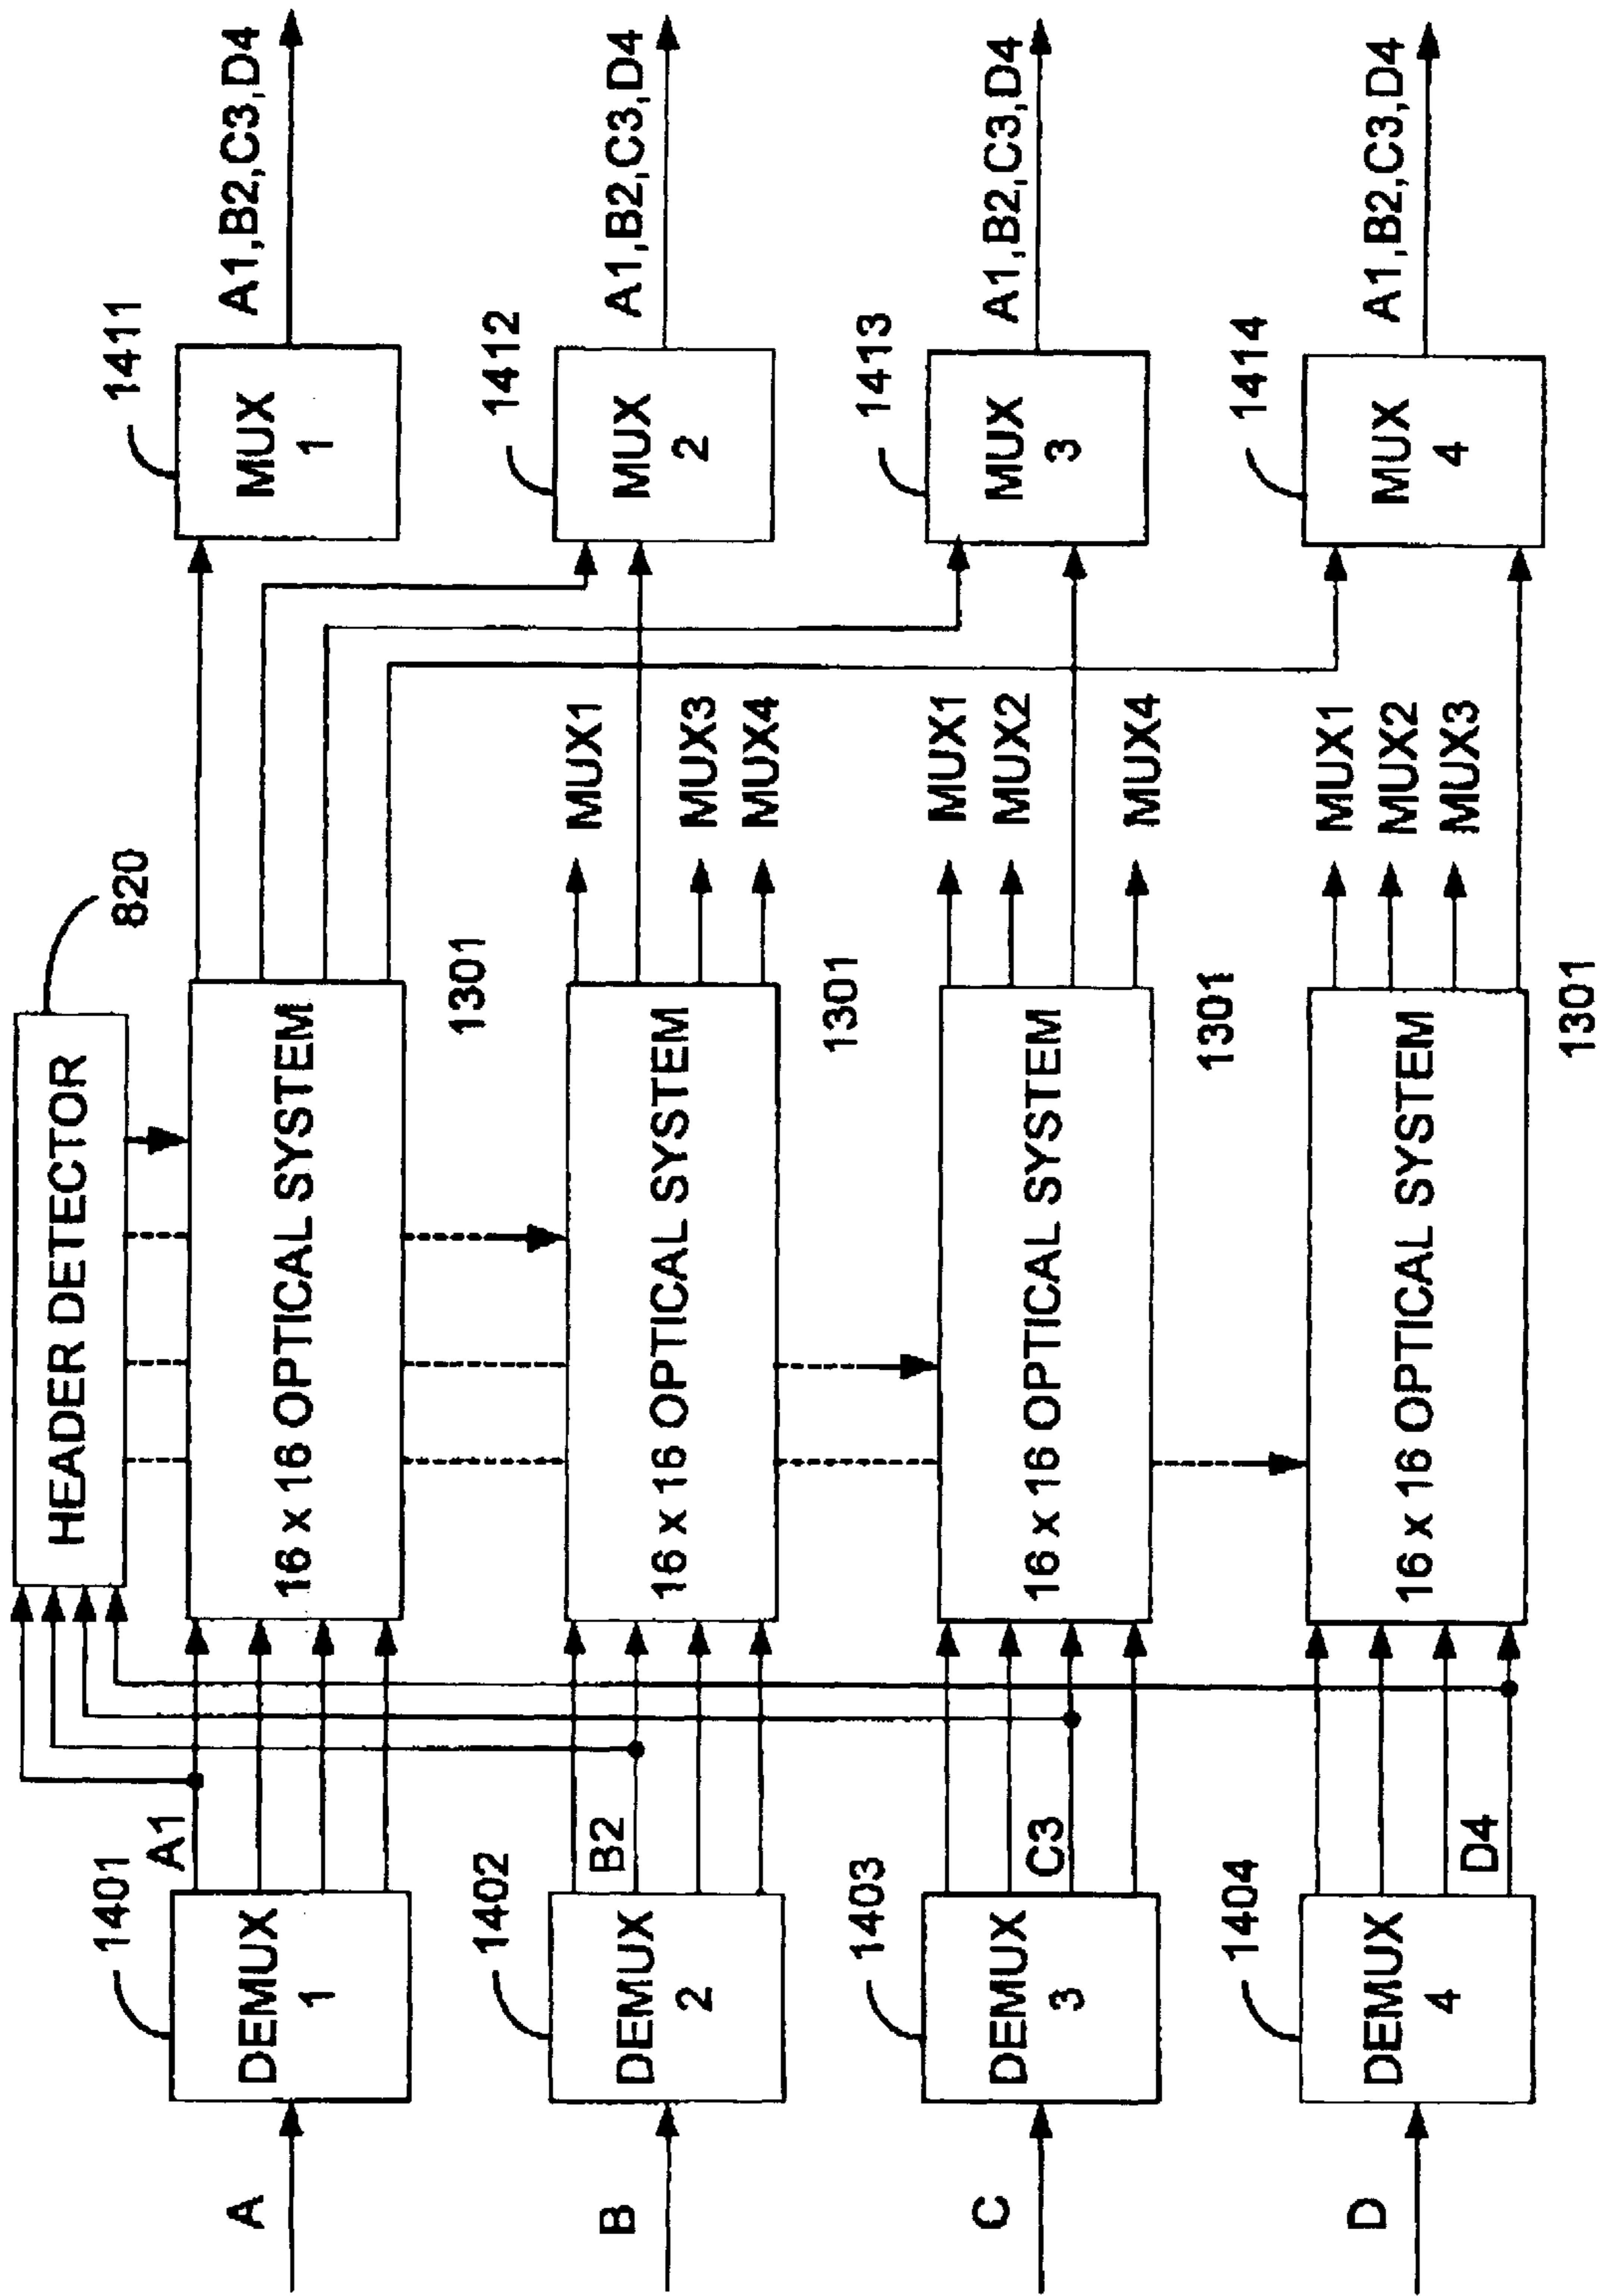 HEADER DETECTOR
820
A
1401
DEMUX
1
A1
16 x 16 OPTICAL SYSTEM
1301
1411
MUX
1
A1,B2,C3,D4
B
1402
DEMUX
2
B2
16 x 16 OPTICAL SYSTEM
1301
MUX1
MUX3
MUX4
1412
MUX
2
A1,B2,C3,D4
C
1403
DEMUX
3
C3
16 x 16 OPTICAL SYSTEM
1301
MUX1
MUX2
MUX4
1413
MUX
3
A1,B2,C3,D4
D
1404
DEMUX
4
D4
16 x 16 OPTICAL SYSTEM
1301
MUX1
MUX2
MUX3
1414
MUX
4
A1,B2,C3,D4